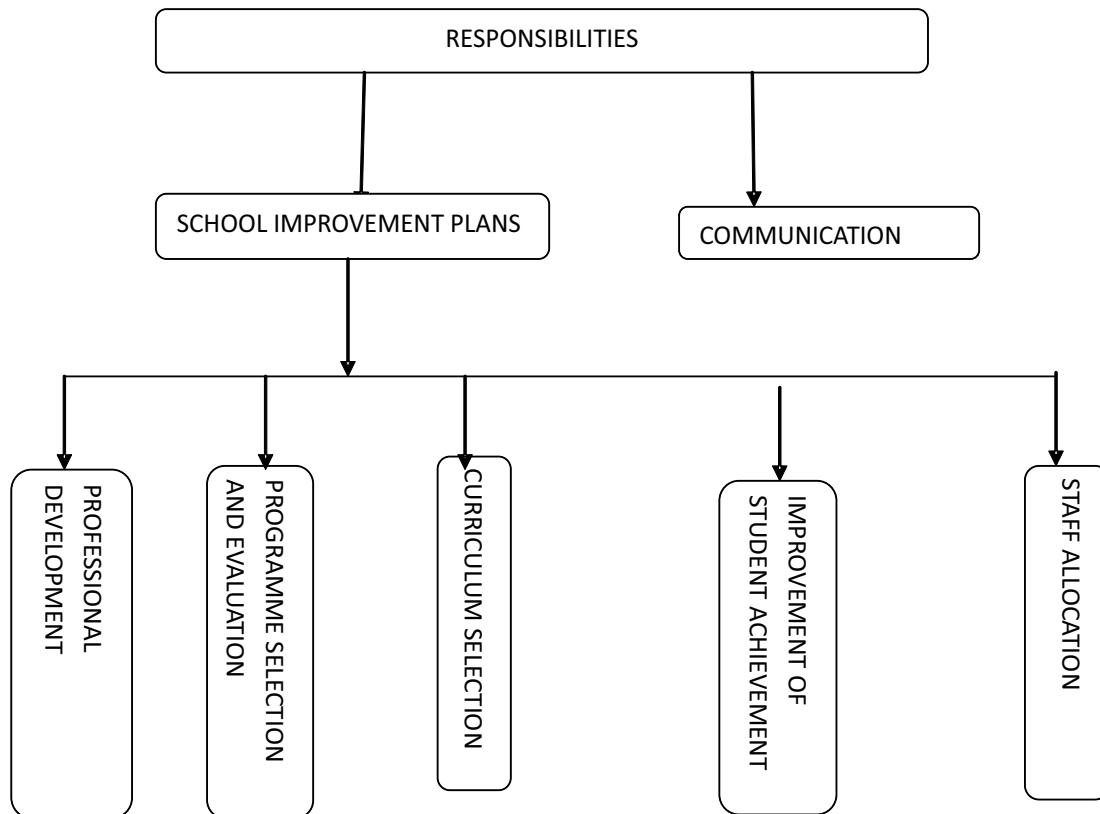 RESPONSIBILITIES
SCHOOL IMPROVEMENT PLANS
COMMUNICATION
PROFESSIONAL
DEVELOPMENT
PROGRAMME SELECTION
AND EVALUATION
CURRICULUM SELECTION
IMPROVEMENT OF
STUDENT ACHIEVEMENT
STAFF ALLOCATION